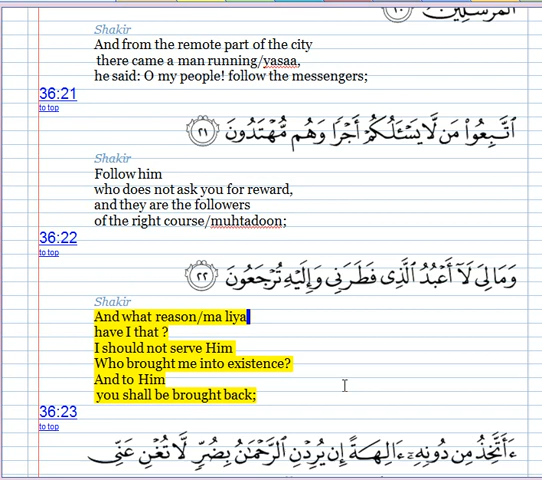 Shakir
And from the remote part of the city
there came a man running/yasaa,
he said: O my people! follow the messengers;
36:21
to top
ٱتَّبِعُوا۟ مَن لَّا يَسْـَٔلُكُمْ أَجْرًا وَهُم مُّهْتَدُونَ ٢١
Shakir
Follow him
who does not ask you for reward,
and they are the followers
of the right course/muhtadoon;
36:22
to top
وَمَا لِىَ لَآ أَعْبُدُ ٱلَّذِى فَطَرَنِى وَإِلَيْهِ تُرْجَعُونَ ٢٢
Shakir
And what reason/ma liya
have I that ?
I should not serve Him
Who brought me into existence?
And to Him
you shall be brought back;
36:23
to top
ءَأَتَّخِذُ مِن دُونِهِۦٓ ءَالِهَةً إِن يُرِدْنِ ٱلرَّحْمَـٰنُ بِضُرٍّ لَّا تُغْنِ عَنِّى